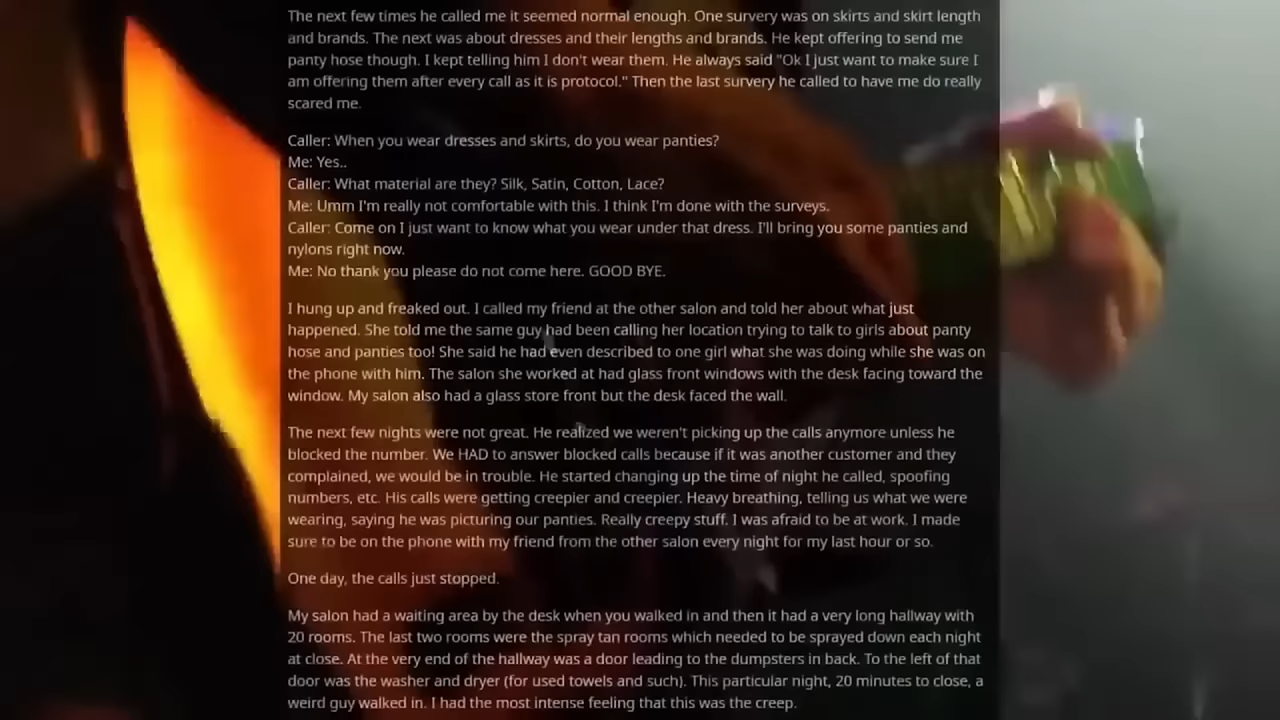 The next few times he called me it seemed normal enough. One survery was on skirts and skirt length
and brands. The next was about dresses and their lengths and brands. He kept offering to send me
panty hose though. I kept telling him I don't wear them. He always said "Ok I just want to make sure I
am offering them after every call as it is protocol." Then the last survery he called to have me do really
scared me.
Caller: When you wear dresses and skirts, do you wear panties?
Me: Yes..
Caller: What material are they? Silk, Satin, Cotton, Lace?
Me: Umm I'm really not comfortable with this. I think I'm done with the surveys.
Caller: Come on I just want to know what you wear under that dress. I'll bring you some panties and
nylons right now.
Me: No thank you please do not come here. GOOD BYE.
I hung up and freaked out. I called my friend at the other salon and told her about what just
happened. She told me the same guy had been calling her location trying to talk to girls about panty
hose and panties too! She said he had even described to one girl what she was doing while she was on
the phone with him. The salon she worked at had glass front windows with the desk facing toward the
window. My salon also had a glass store front but the desk faced the wall.
The next few nights were not great. He realized we weren't picking up the calls anymore unless he
blocked the number. We HAD to answer blocked calls because if it was another customer and they
complained, we would be in trouble. He started changing up the time of night he called, spoofing
numbers, etc. His calls were getting creepier and creepier. Heavy breathing, telling us what we were
wearing, saying he was picturing our panties. Really creepy stuff. I was afraid to be at work. I made
sure to be on the phone with my friend from the other salon every night for my last hour or so.
One day, the calls just stopped.
My salon had a waiting area by the desk when you walked in and then it had a very long hallway with
20 rooms. The last two rooms were the spray tan rooms which needed to be sprayed down each night
at close. At the very end of the hallway was a door leading to the dumpsters in back. To the left of that
door was the washer and dryer (for used towels and such). This particular night, 20 minutes to close, a
weird guy walked in. I had the most intense feeling that this was the creep.